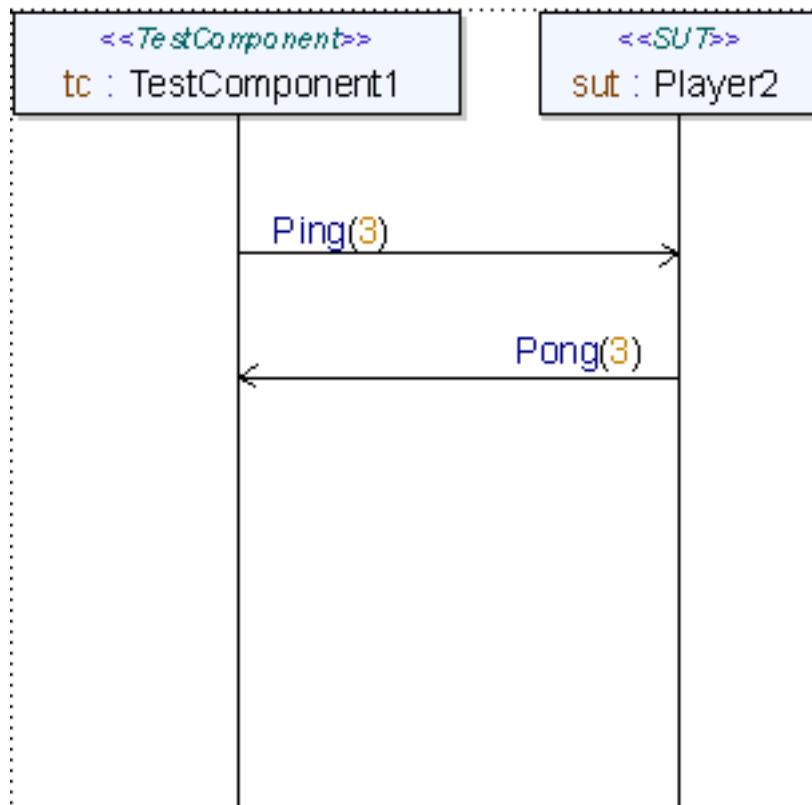 <<TestComponent>>
tc : TestComponent1
<<SUT>>
sut : Player2
Ping(3)
Pong(3)